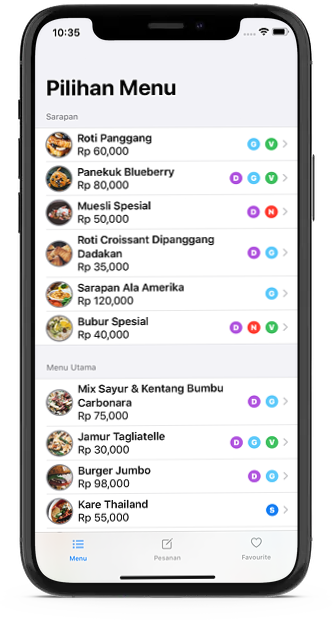 10:35
Pilihan Menu
Sarapan
Roti Panggang
Rp 60,000
G V
Panekuk Blueberry
Rp 80,000
D G V
Muesli Spesial
Rp 50,000
D N
Roti Croissant Dipanggang
Dadakan
Rp 35,000
D G
Sarapan Ala Amerika
Rp 120,000
G
Bubur Spesial
Rp 40,000
D N V
Menu Utama
Mix Sayur & Kentang Bumbu
Carbonara
Rp 75,000
D G
Jamur Tagliatelle
Rp 30,000
D G V
Burger Jumbo
Rp 98,000
D G
Kare Thailand
Rp 55,000
S
Menu
Pesanan
Favourite